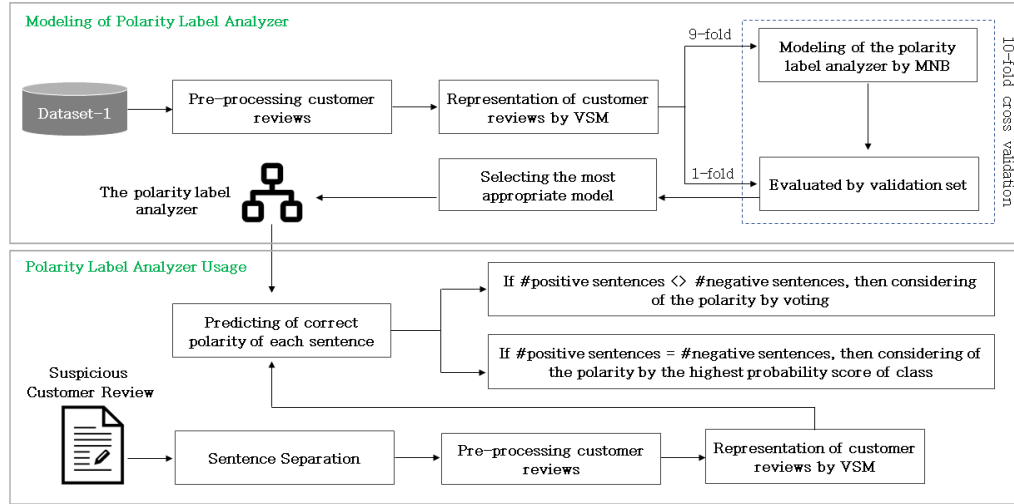 Modeling of Polarity Label Analyzer
Dataset-1
Pre-processing customer
reviews
Representation of customer
reviews by VSM
9-fold
1-fold
Modeling of the polarity
label analyzer by MNB
Evaluated by validation set
10-fold cross validation
Selecting the most
appropriate model
The polarity label
analyzer
Polarity Label Analyzer Usage
Predicting of correct
polarity of each sentence
If #positive sentences <> #negative sentences, then considering
of the polarity by voting
If #positive sentences = #negative sentences, then considering of
the polarity by the highest probability score of class
Suspicious
Customer Review
Sentence Separation
Pre-processing customer
reviews
Representation of customer
reviews by VSM